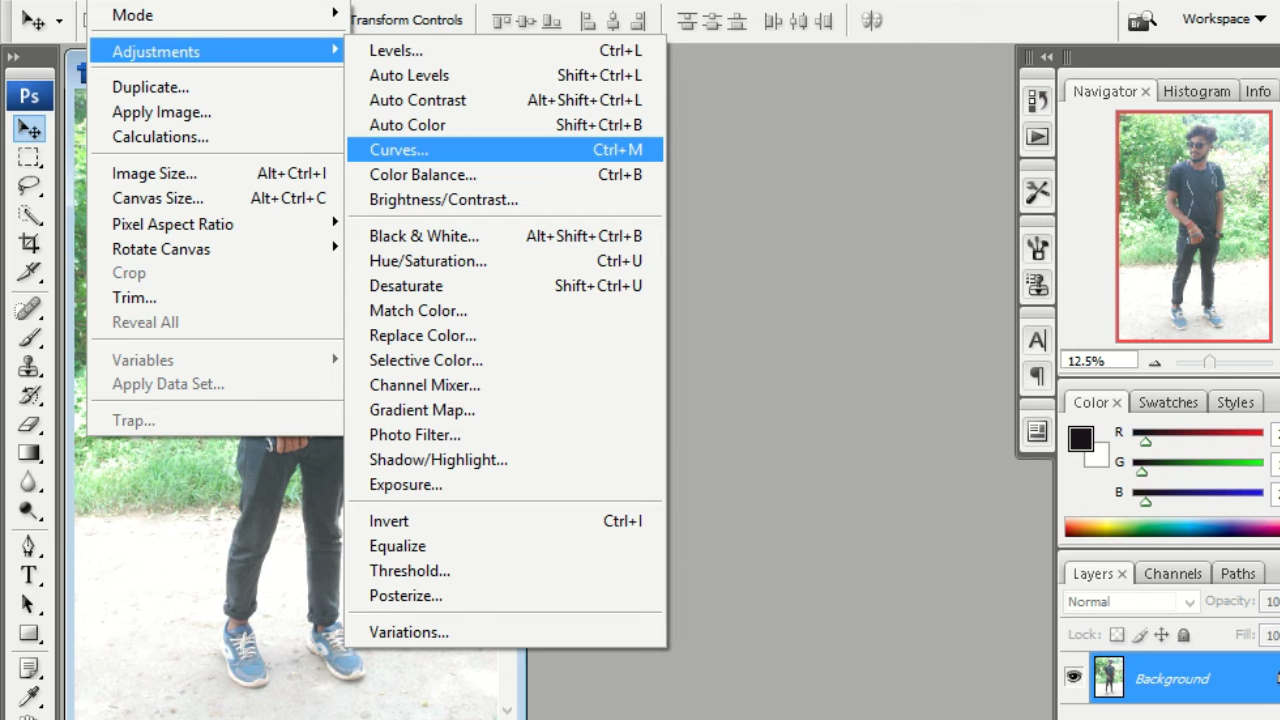 Mode
Transform Controls
Workspace
Adjustments
Duplicate...
Apply Image...
Calculations...
Image Size... Alt+Ctrl+I
Canvas Size... Alt+Ctrl+C
Pixel Aspect Ratio
Rotate Canvas
Crop
Trim...
Reveal All
Variables
Apply Data Set...
Trap...
Levels... Ctrl+L
Auto Levels Shift+Ctrl+L
Auto Contrast Alt+Shift+Ctrl+L
Auto Color Shift+Ctrl+B
Curves... Ctrl+M
Color Balance... Ctrl+B
Brightness/Contrast...
Black & White... Alt+Shift+Ctrl+B
Hue/Saturation... Ctrl+U
Desaturate Shift+Ctrl+U
Match Color...
Replace Color...
Selective Color...
Channel Mixer...
Gradient Map...
Photo Filter...
Shadow/Highlight...
Exposure...
Invert Ctrl+I
Equalize
Threshold...
Posterize...
Variations...
Ps
T
Br
A
Navigator Histogram Info
12.5%
Color Swatches Styles
R
G
B
Layers Channels Paths
Normal Opacity:
Lock: Fill:
Background